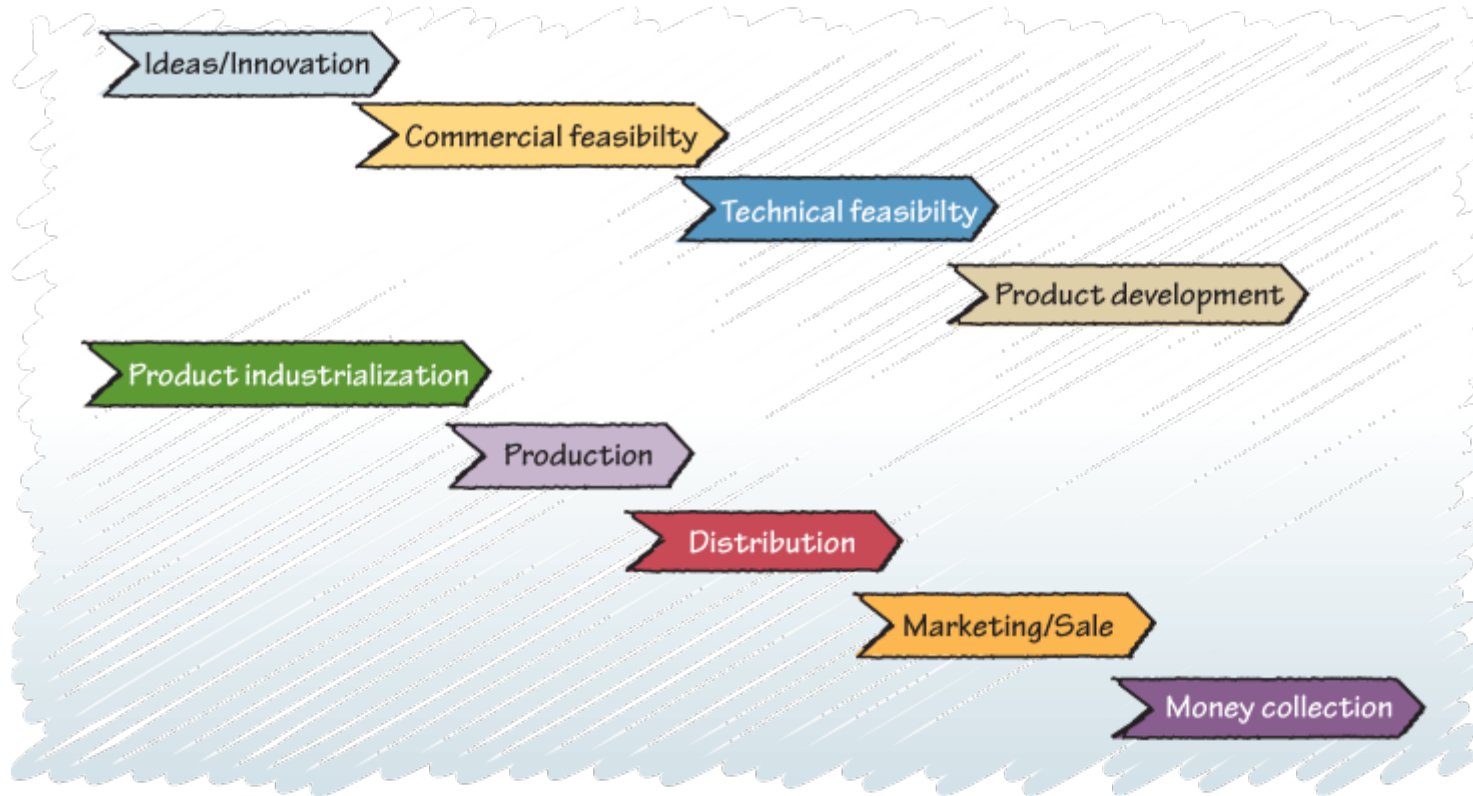 Ideas/Innovation
Commercial feasibilty
Technical feasibilty
Product development
Product industrialization
Production
Distribution
Marketing/Sale
Money collection